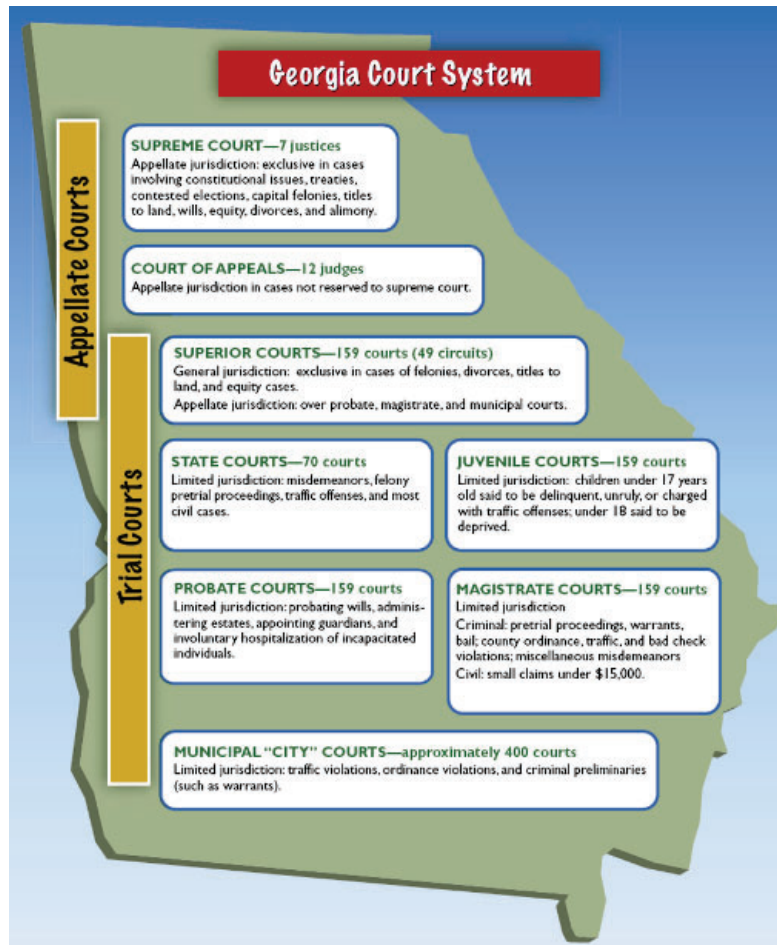 Georgia Court System
Appellate Courts
SUPREME COURT—7 justices
Appellate jurisdiction: exclusive in cases
involving constitutional issues, treaties,
contested elections, capital felonies, titles
to land, wills, equity, divorces, and alimony.
COURT OF APPEALS—12 judges
Appellate jurisdiction in cases not reserved to supreme court.
Trial Courts
SUPERIOR COURTS—159 courts (49 circuits)
General jurisdiction: exclusive in cases of felonies, divorces, titles to
land, and equity cases.
Appellate jurisdiction: over probate, magistrate, and municipal courts.
STATE COURTS—70 courts
Limited jurisdiction: misdemeanors, felony
pretrial proceedings, traffic offenses, and most
civil cases.
JUVENILE COURTS—159 courts
Limited jurisdiction: children under 17 years
old said to be delinquent, unruly, or charged
with traffic offenses; under 18 said to be
deprived.
PROBATE COURTS—159 courts
Limited jurisdiction: probating wills, adminis-
tering estates, appointing guardians, and
involuntary hospitalization of incapacitated
individuals.
MAGISTRATE COURTS—159 courts
Limited jurisdiction
Criminal: pretrial proceedings, warrants,
bail; county ordinance, traffic, and bad check
violations; miscellaneous misdemeanors
Civil: small claims under $15,000.
MUNICIPAL “CITY” COURTS—approximately 400 courts
Limited jurisdiction: traffic violations, ordinance violations, and criminal preliminaries
(such as warrants).